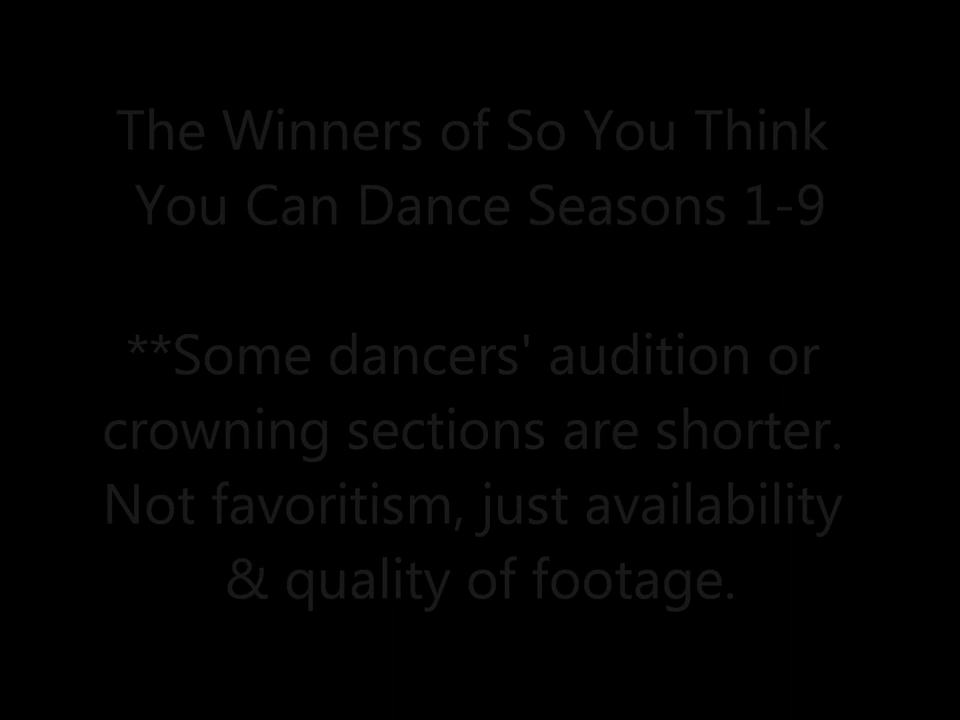 The Winners of So You Think
You Can Dance Seasons 1-9
**Some dancers' audition or
crowning sections are shorter.
Not favoritism, just availability
& quality of footage.